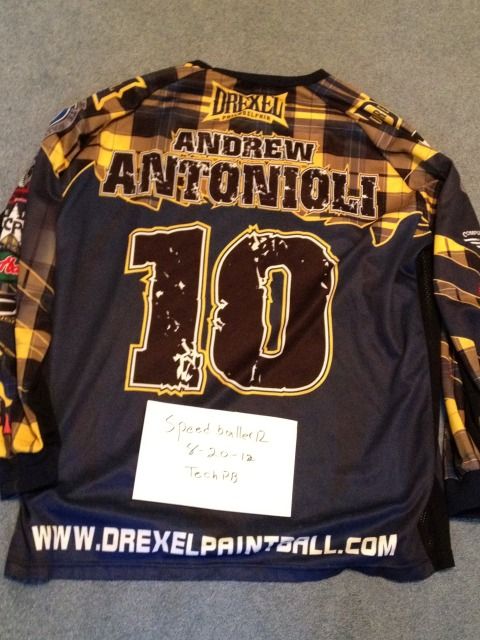 DREXEL
PHILADELPHIA
ANDREW
ANTONIOLI
10
Speedballer12
8-20-12
TechPB
WWW.DREXELPAINTBALL.COM